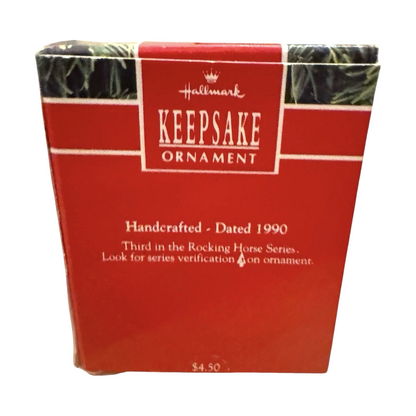 Hallmark
KEEPSAKE
ORNAMENT
Handcrafted - Dated 1990
Third in the Rocking Horse Series.
Look for series verification on ornament.
$4.50